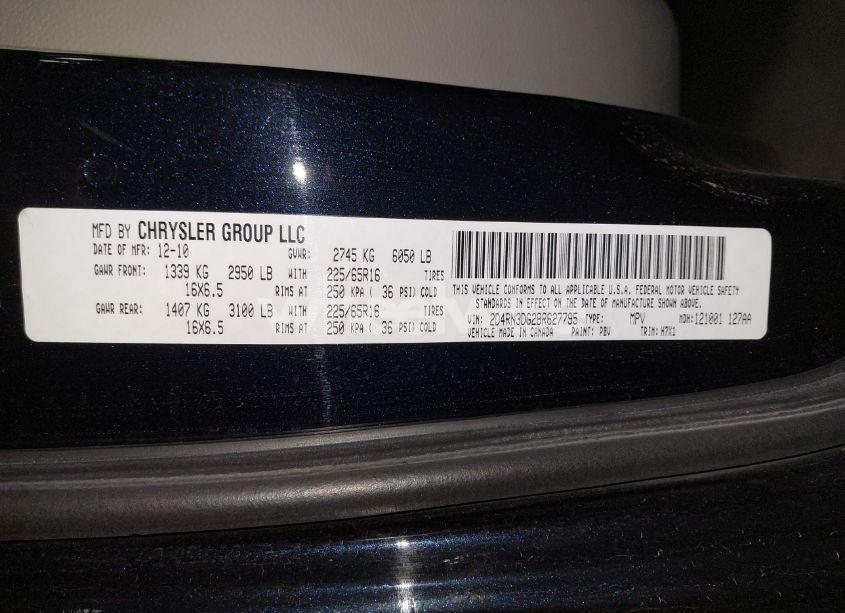 MFD BY CHRYSLER GROUP LLC
DATE OF MFR: 12-10 GVWR: 2745 KG 6050 LB
GAWR FRONT: 1339 KG 2950 LB WITH 225/65R16 TIRES
16X6.5 RIMS AT 250 KPA ( 36 PSI) COLD
GAWR REAR: 1407 KG 3100 LB WITH 225/65R16 TIRES
16X6.5 RIMS AT 250 KPA ( 36 PSI) COLD
THIS VEHICLE CONFORMS TO ALL APPLICABLE U.S.A. FEDERAL MOTOR VEHICLE SAFETY
STANDARDS IN EFFECT ON THE DATE OF MANUFACTURE SHOWN ABOVE.
VIN: 2D4RN3DG2BR627795 TYPE: MPV MDH:121001 127AA
VEHICLE MADE IN CANADA PAINT: PBV TRIM: H7X1